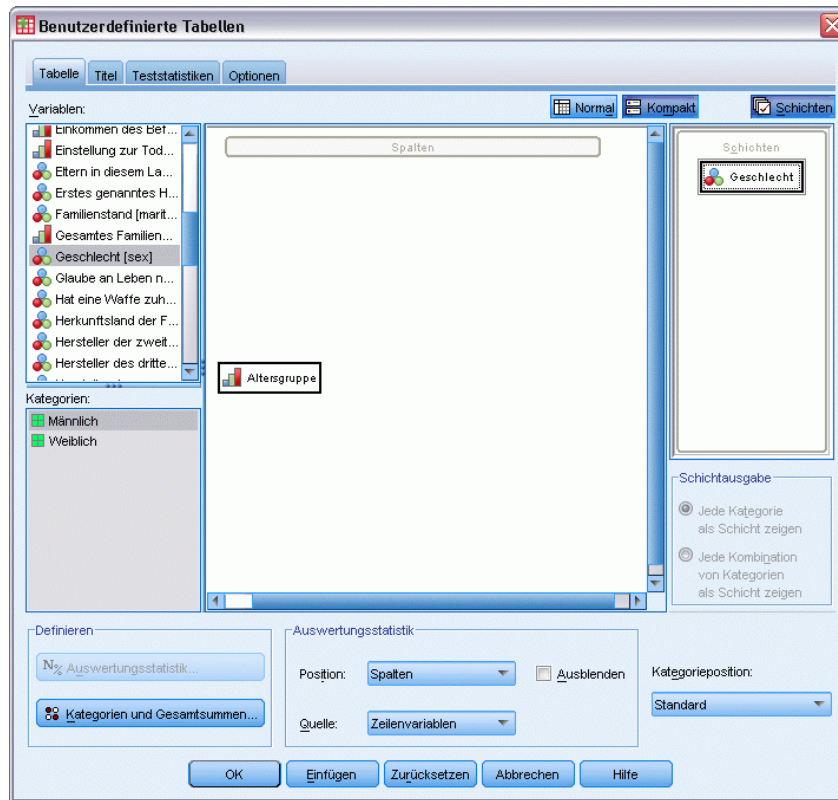 Benutzerdefinierte Tabellen
Tabelle Titel Teststatistiken Optionen
Variablen:
Normal Kompakt Schichten
Einkommen des Bef...
Einstellung zur Tod...
Eltern in diesem La...
Erstes genanntes H...
Familienstand [marit...
Gesamtes Familien...
Geschlecht [sex]
Glaube an Leben n...
Hat eine Waffe zuh...
Herkunftsland der F...
Hersteller der zweit...
Hersteller des dritte...
Kategorien:
Männlich
Weiblich
Spalten
Altersgruppe
Schichten
Geschlecht
Schichtausgabe
Jede Kategorie
als Schicht zeigen
Jede Kombination
von Kategorien
als Schicht zeigen
Definieren
N% Auswertungsstatistik...
Kategorien und Gesamtsummen...
Auswertungsstatistik
Position: Spalten Ausblenden
Quelle: Zeilenvariablen
Kategorieposition:
Standard
OK Einfügen Zurücksetzen Abbrechen Hilfe